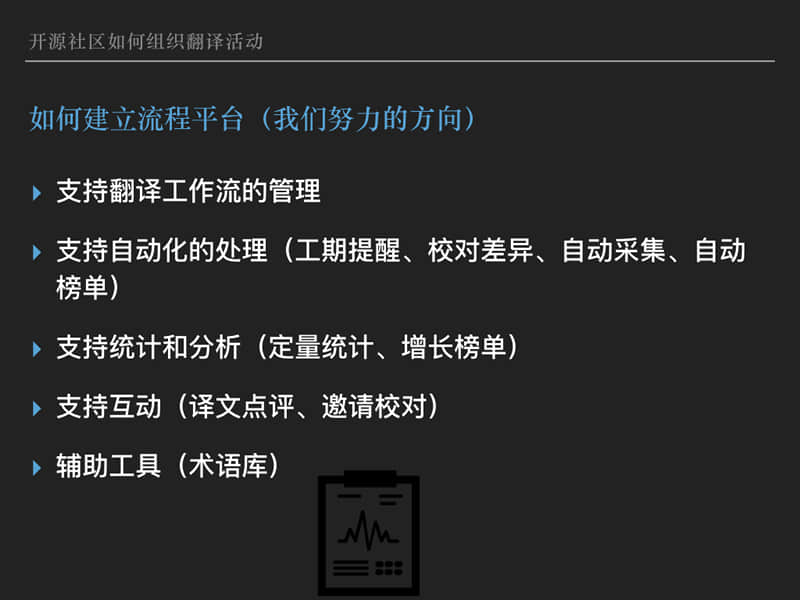 开源社区如何组织翻译活动
如何建立流程平台（我们努力的方向）
支持翻译工作流的管理
支持自动化的处理（工期提醒、校对差异、自动采集、自动
榜单）
支持统计和分析（定量统计、增长榜单）
支持互动（译文点评、邀请校对）
辅助工具（术语库）